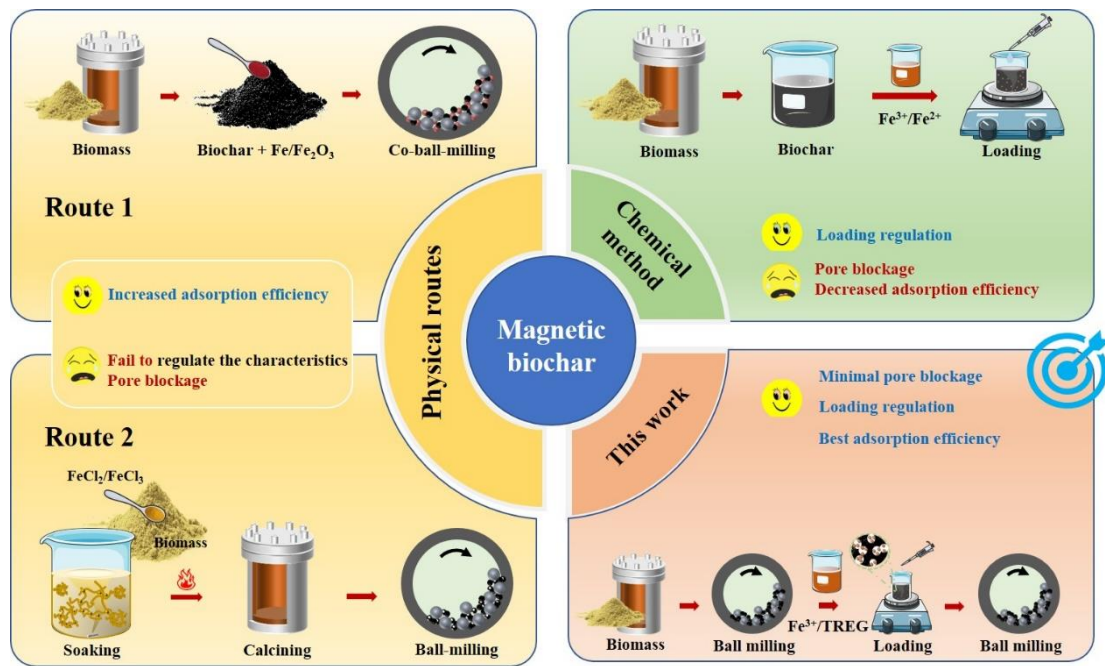 Biomass
Biochar + Fe/Fe₂O₃
Co-ball-milling
Route 1
Increased adsorption efficiency
Fail to regulate the characteristics
Pore blockage
Route 2
FeCl₂/FeCl₃
Biomass
Soaking
Calcining
Ball-milling
Physical routes
Magnetic
biochar
Chemical
method
This work
Biomass
Biochar
Fe³⁺/Fe²⁺
Loading
Loading regulation
Pore blockage
Decreased adsorption efficiency
Minimal pore blockage
Loading regulation
Best adsorption efficiency
Biomass
Ball milling
Fe³⁺/TREG
Loading
Ball milling